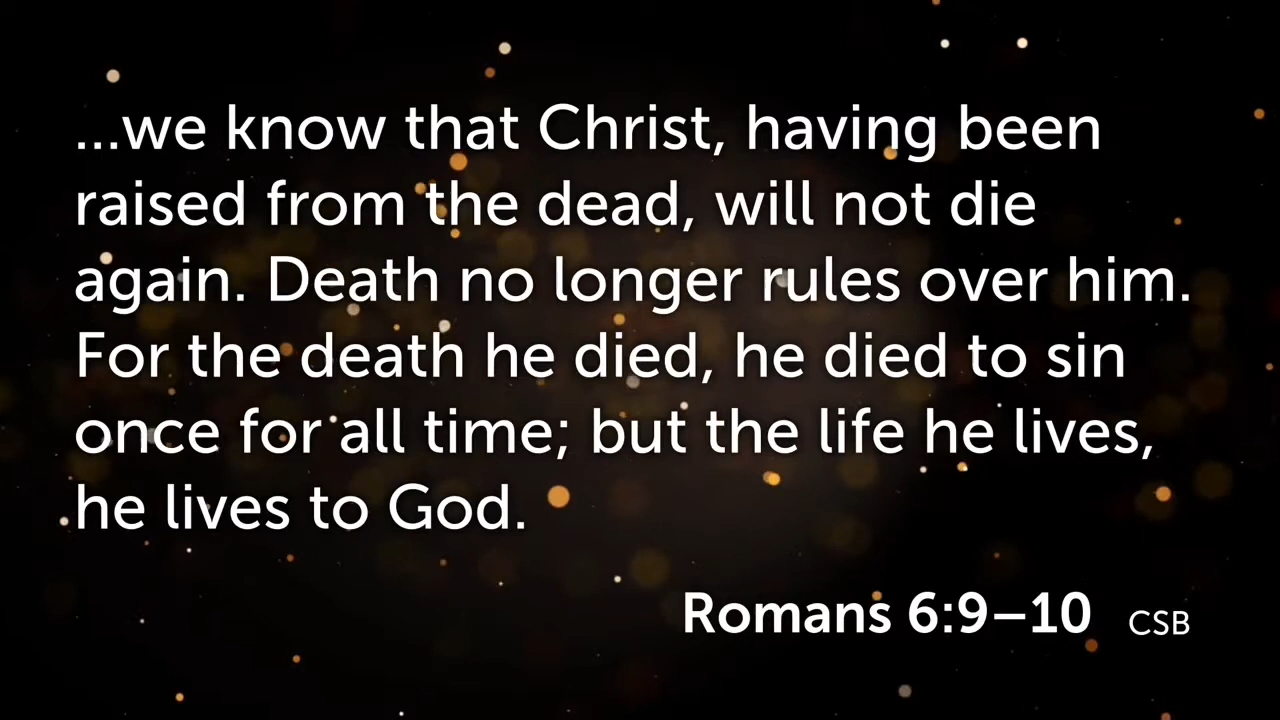 ...we know that Christ, having been
raised from the dead, will not die
again. Death no longer rules over him.
For the death he died, he died to sin
once for all time; but the life he lives,
he lives to God.
Romans 6:9–10 CSB